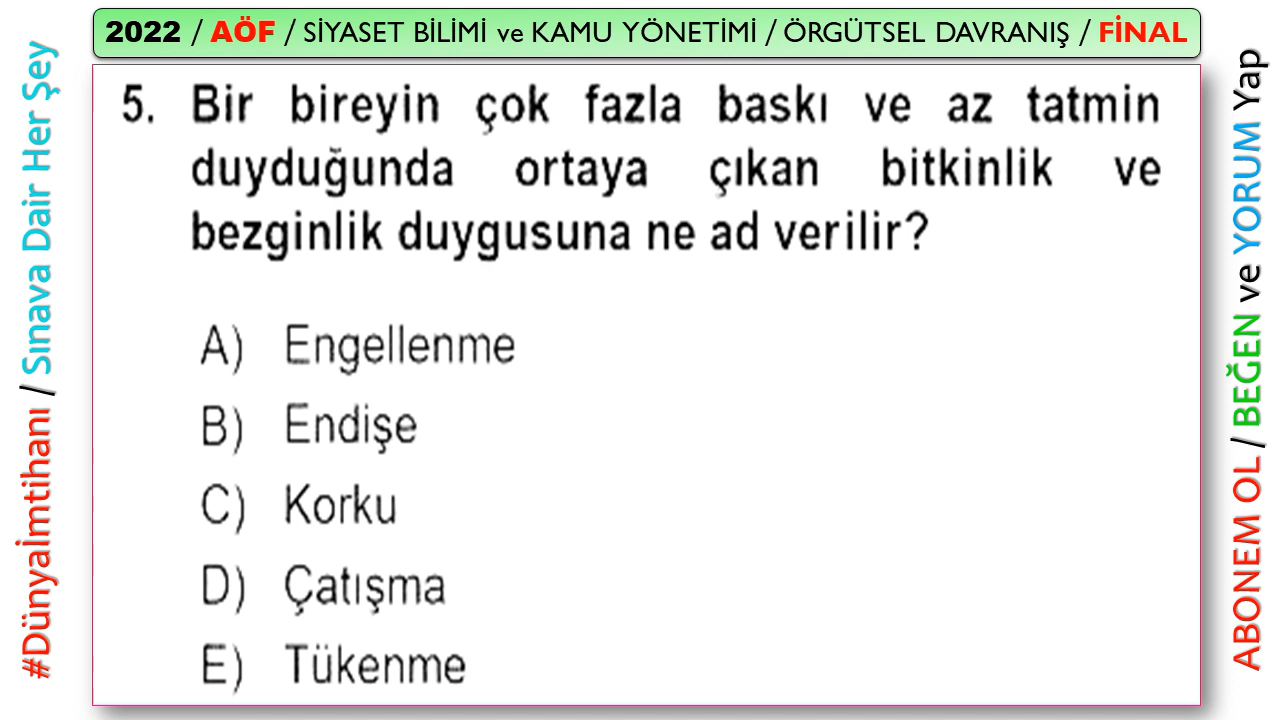 2022 / AÖF / SİYASET BİLİMİ ve KAMU YÖNETİMİ / ÖRGÜTSEL DAVRANIŞ / FİNAL
#Dünyaİmtihanı / Sınava Dair Her Şey
5. Bir bireyin çok fazla baskı ve az tatmin
duyduğunda ortaya çıkan bitkinlik ve
bezginlik duygusuna ne ad verilir?
A) Engellenme
B) Endişe
C) Korku
D) Çatışma
E) Tükenme
ABONEM OL / BEĞEN ve YORUM Yap